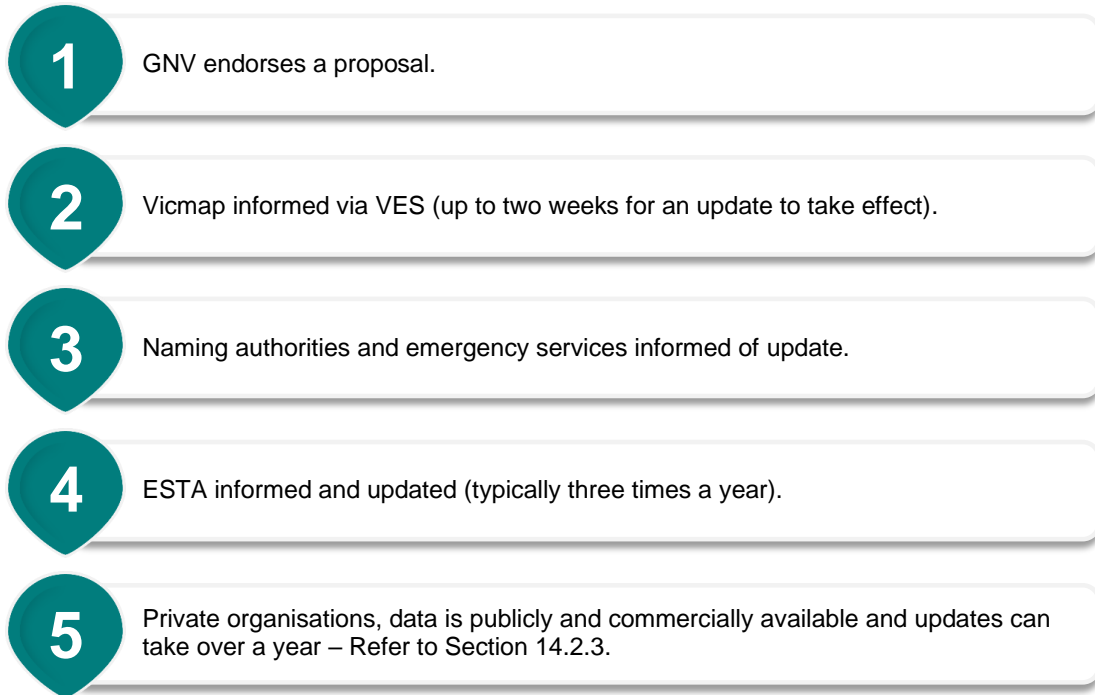 1
GNV endorses a proposal.
2
Vicmap informed via VES (up to two weeks for an update to take effect).
3
Naming authorities and emergency services informed of update.
4
ESTA informed and updated (typically three times a year).
5
Private organisations, data is publicly and commercially available and updates can
take over a year – Refer to Section 14.2.3.